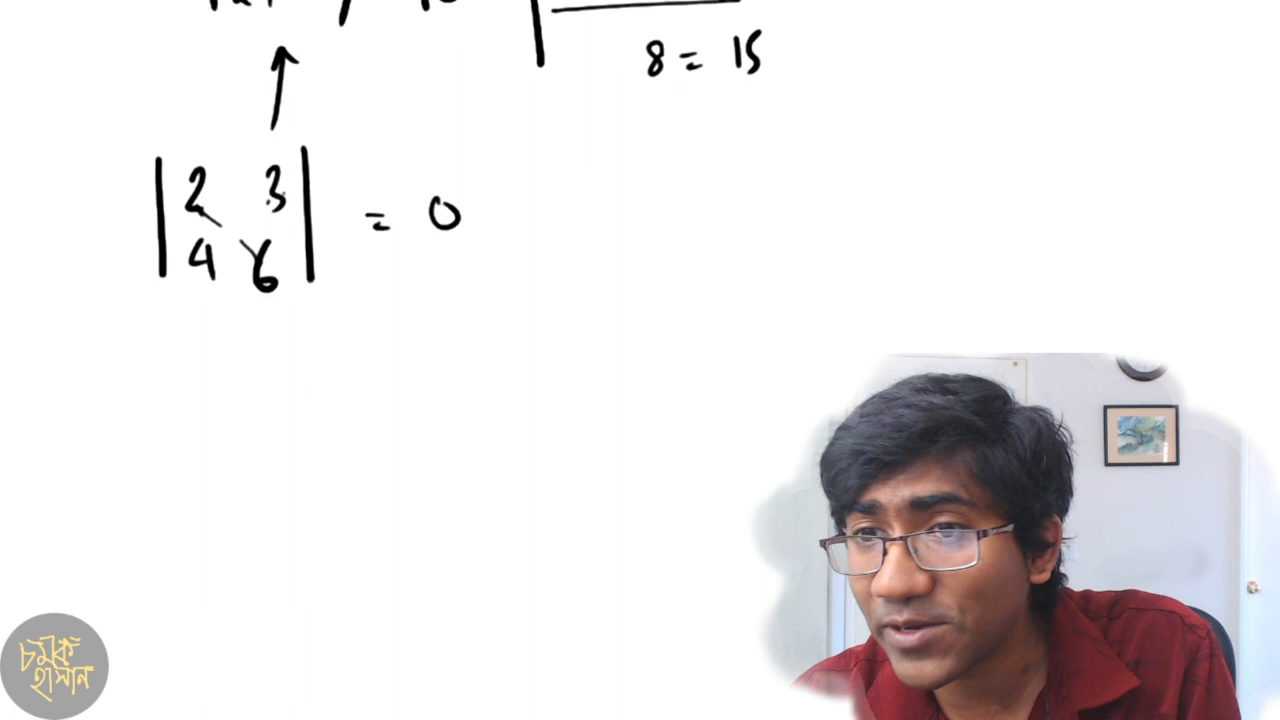 8 = 15
|2 3|
|4 6| = 0
চমক
হাসান